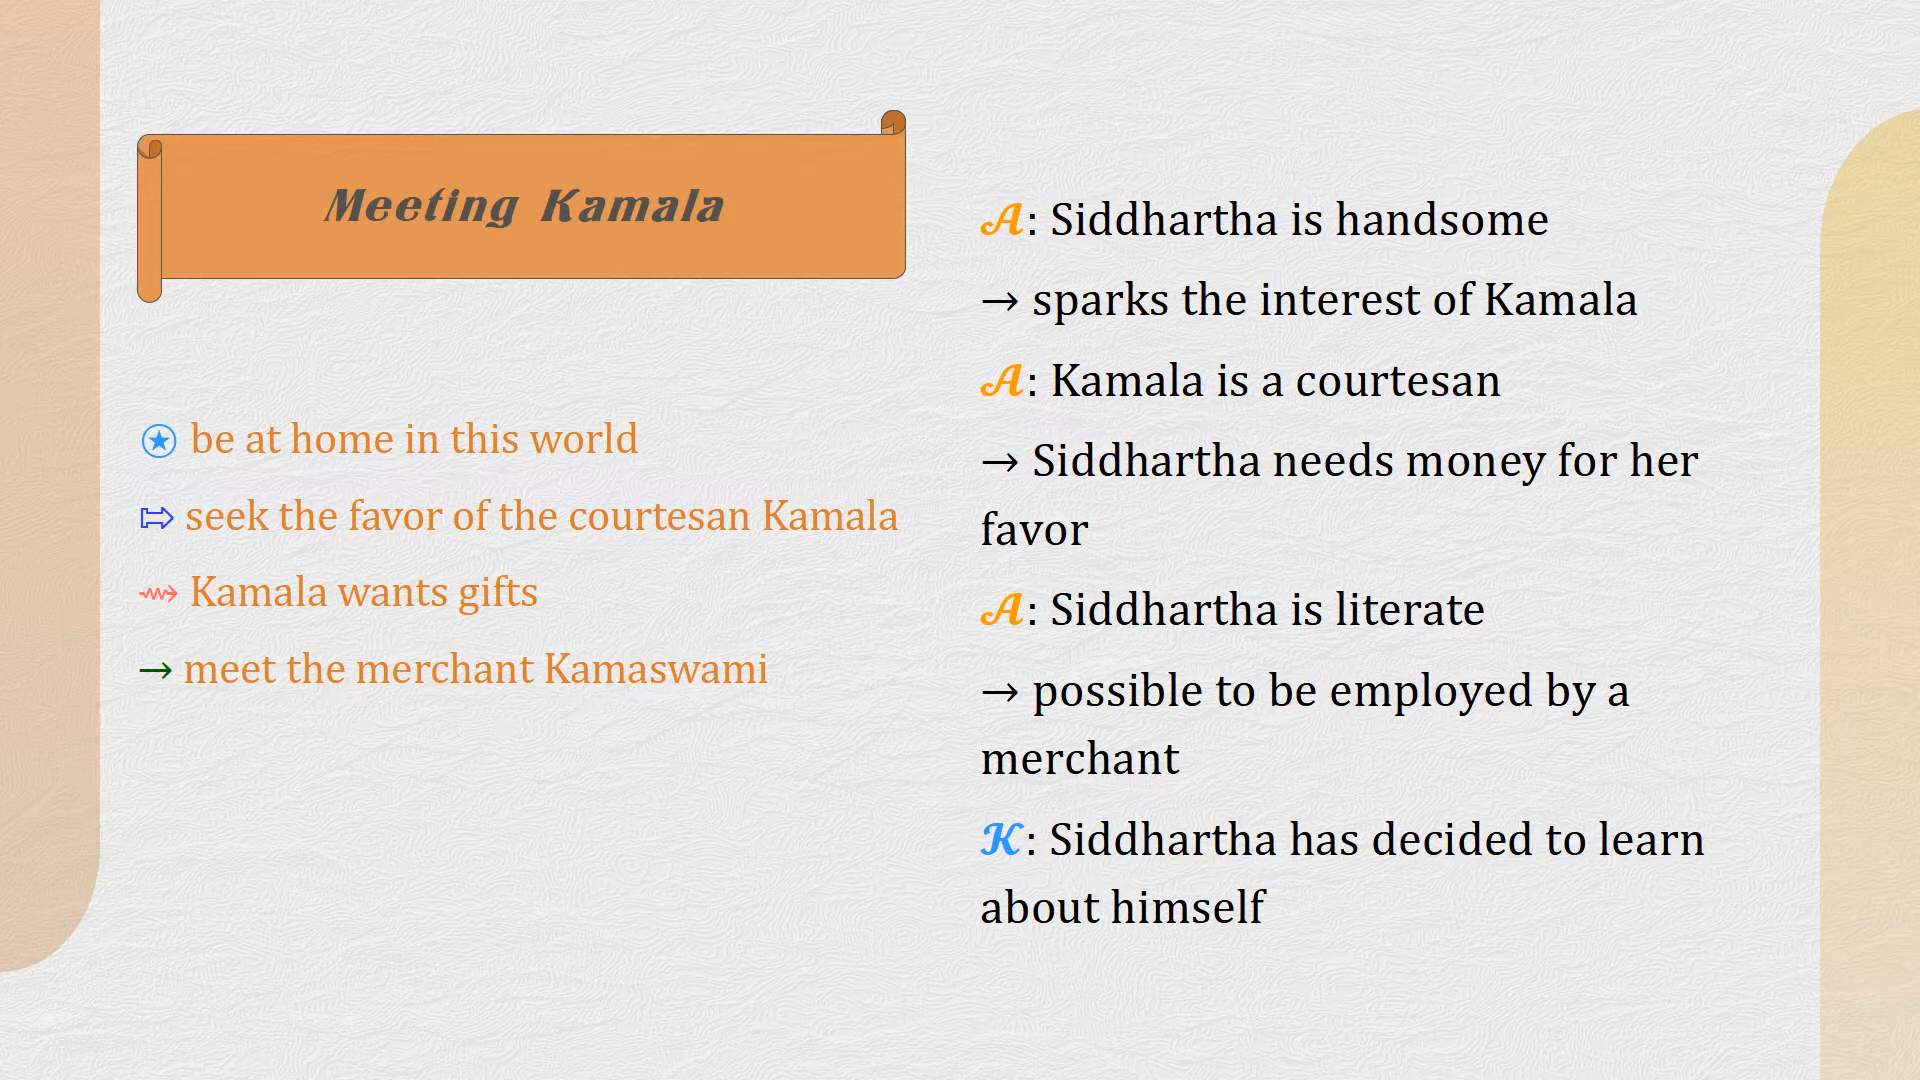 Meeting Kamala
✪ be at home in this world
⇰ seek the favor of the courtesan Kamala
⇝ Kamala wants gifts
→ meet the merchant Kamaswami
𝓐: Siddhartha is handsome
→ sparks the interest of Kamala
𝓐: Kamala is a courtesan
→ Siddhartha needs money for her
favor
𝓐: Siddhartha is literate
→ possible to be employed by a
merchant
𝓚: Siddhartha has decided to learn
about himself